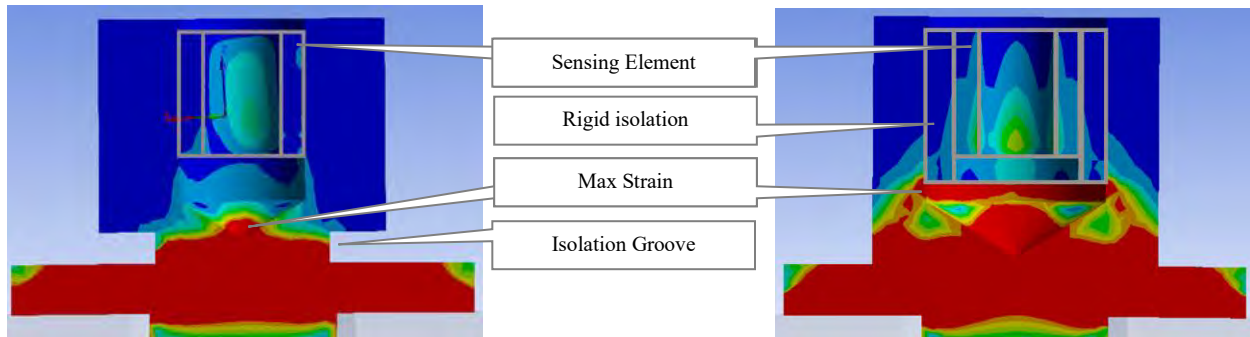 Sensing Element
Rigid isolation
Max Strain
Isolation Groove